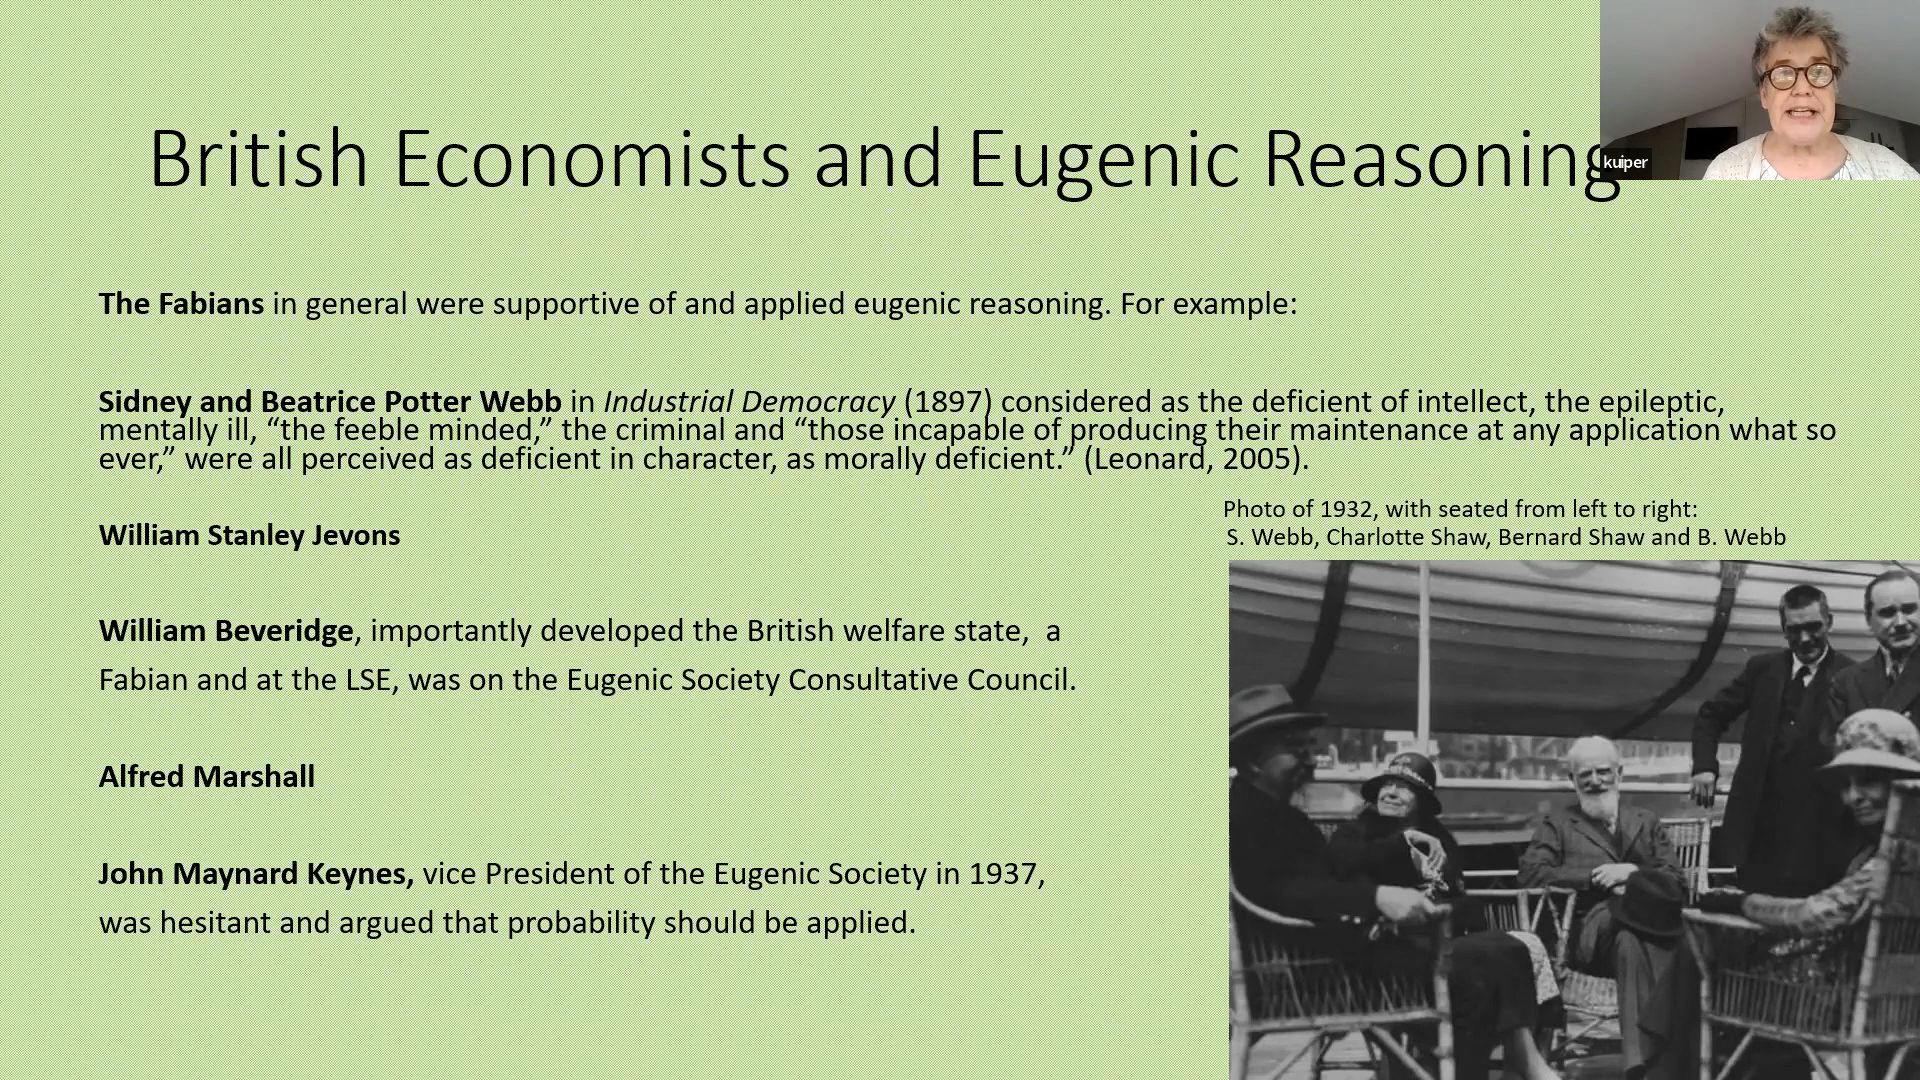 British Economists and Eugenic Reasoning
kuiper
The Fabians in general were supportive of and applied eugenic reasoning. For example:
Sidney and Beatrice Potter Webb in Industrial Democracy (1897) considered as the deficient of intellect, the epileptic,
mentally ill, “the feeble minded,” the criminal and “those incapable of producing their maintenance at any application what so
ever,” were all perceived as deficient in character, as morally deficient.” (Leonard, 2005).
Photo of 1932, with seated from left to right:
S. Webb, Charlotte Shaw, Bernard Shaw and B. Webb
William Stanley Jevons
William Beveridge, importantly developed the British welfare state, a
Fabian and at the LSE, was on the Eugenic Society Consultative Council.
Alfred Marshall
John Maynard Keynes, vice President of the Eugenic Society in 1937,
was hesitant and argued that probability should be applied.